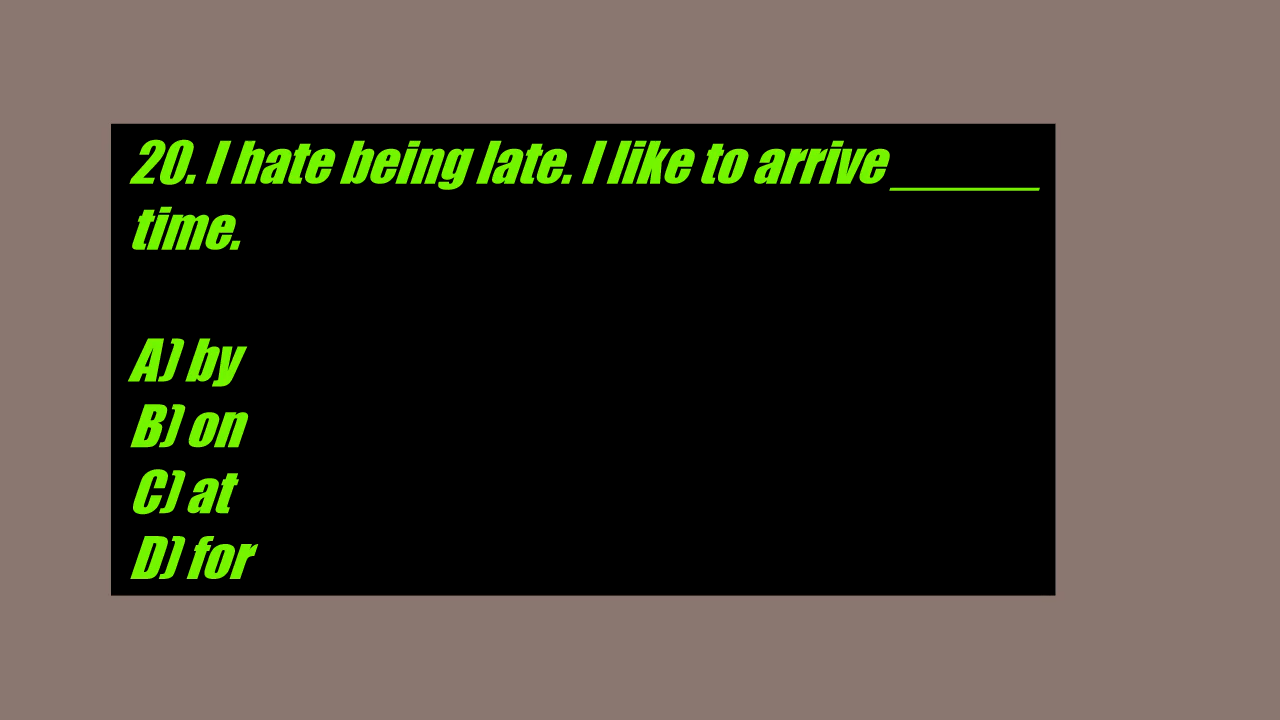 20. I hate being late. I like to arrive ______
time.
A) by
B) on
C) at
D) for